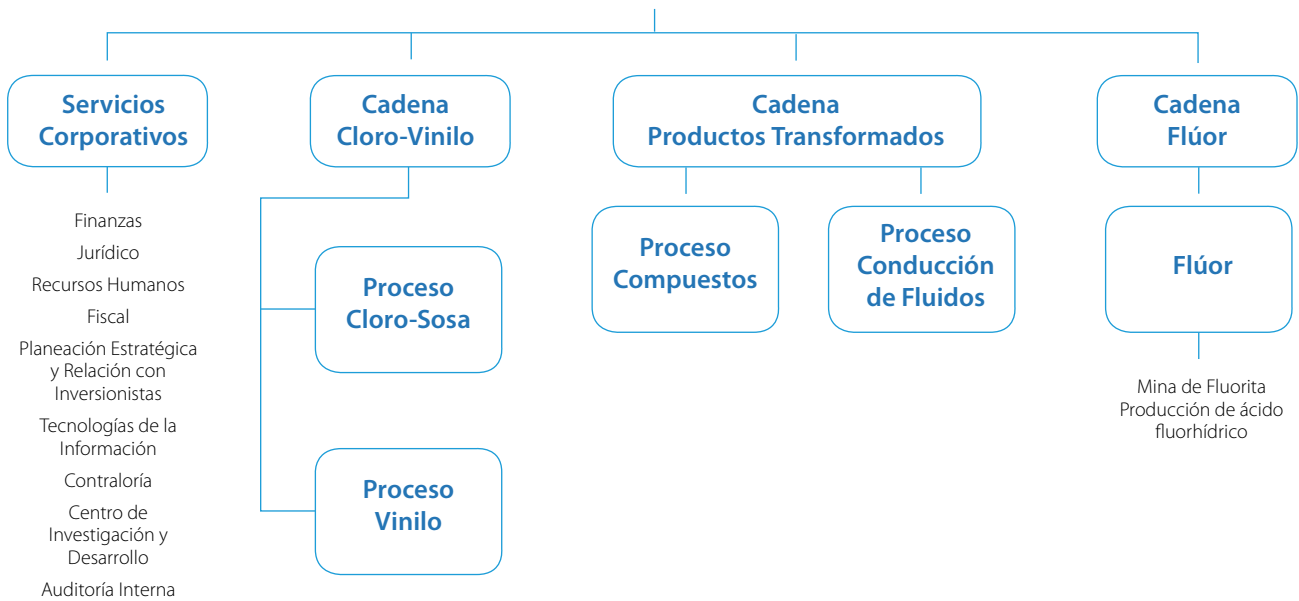 Servicios
Corporativos
Finanzas
Jurídico
Recursos Humanos
Fiscal
Planeación Estratégica
y Relación con
Inversionistas
Tecnologías de la
Información
Contraloría
Centro de
Investigación y
Desarrollo
Auditoría Interna
Cadena
Cloro-Vinilo
Proceso
Cloro-Sosa
Proceso
Vinilo
Cadena
Productos Transformados
Proceso
Compuestos
Proceso
Conducción
de Fluidos
Cadena
Flúor
Flúor
Mina de Fluorita
Producción de ácido
fluorhídrico